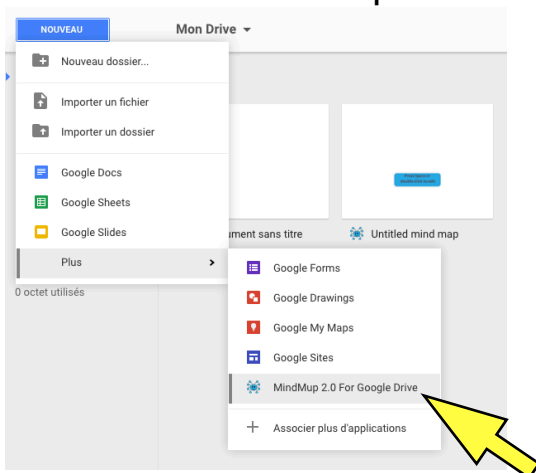 NOUVEAU
Mon Drive
Nouveau dossier...
Importer un fichier
Importer un dossier
Google Docs
Google Sheets
Google Slides
ument sans titre
Untitled mind map
Plus
0 octet utilisés
Google Forms
Google Drawings
Google My Maps
Google Sites
MindMup 2.0 For Google Drive
Associer plus d'applications